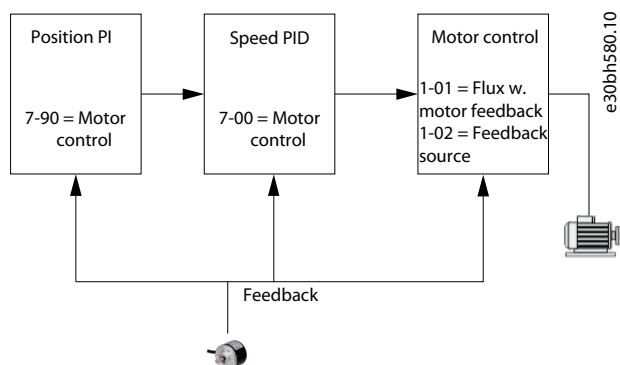 Position PI
7-90 = Motor
control
Speed PID
7-00 = Motor
control
Motor control
1-01 = Flux w.
motor feedback
1-02 = Feedback
source
e30bh580.10
Feedback